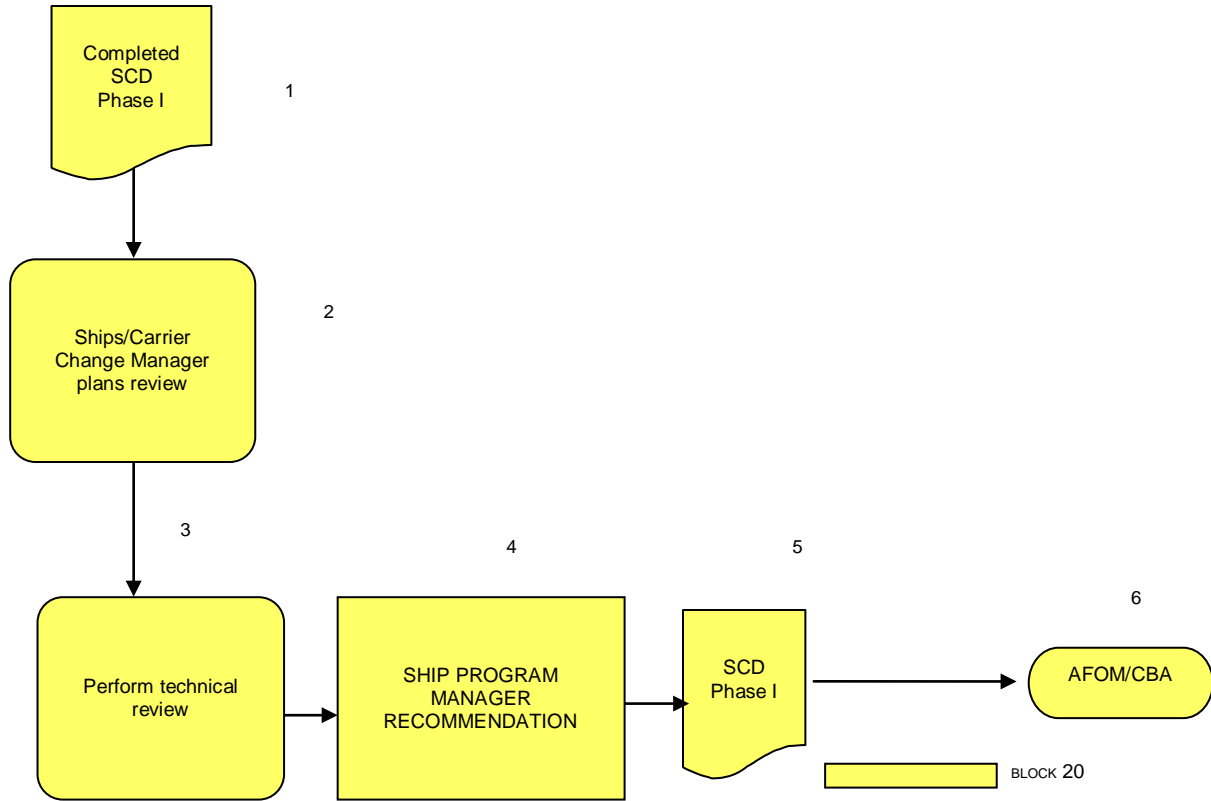 Completed
SCD
Phase I
1
Ships/Carrier
Change Manager
plans review
2
3
Perform technical
review
4
SHIP PROGRAM
MANAGER
RECOMMENDATION
5
SCD
Phase I
6
AFOM/CBA
BLOCK 20